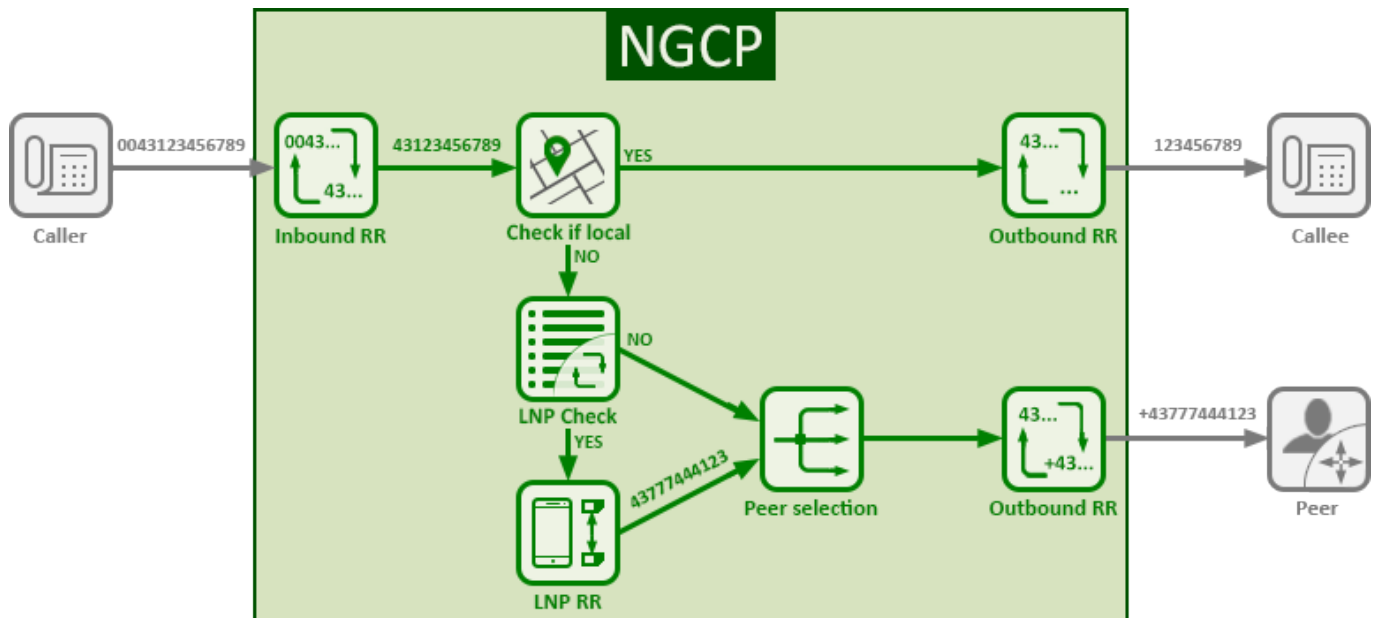 NGCP
0043123456789
0043...
43...
43123456789
YES
43...
...
123456789
Caller
Inbound RR
Check if local
Outbound RR
Callee
NO
NO
LNP Check
YES
43777444123
43...
+43...
+43777444123
Peer selection
Outbound RR
Peer
LNP RR